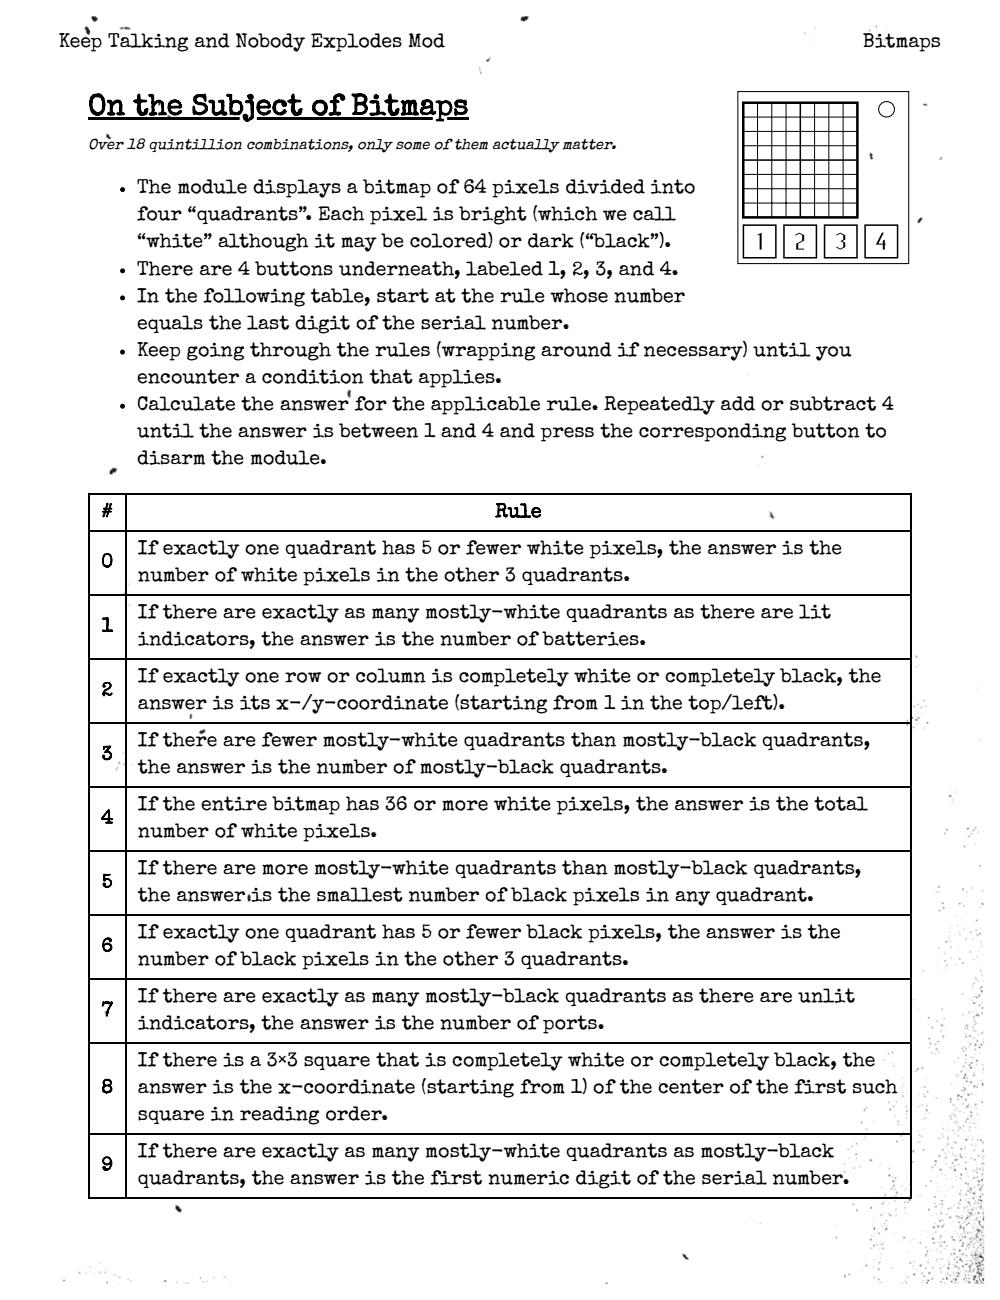 Keep Talking and Nobody Explodes Mod
Bitmaps
On the Subject of Bitmaps
Over 18 quintillion combinations, only some of them actually matter.
• The module displays a bitmap of 64 pixels divided into
four “quadrants”. Each pixel is bright (which we call
“white” although it may be colored) or dark (“black”).
• There are 4 buttons underneath, labeled 1, 2, 3, and 4.
• In the following table, start at the rule whose number
equals the last digit of the serial number.
• Keep going through the rules (wrapping around if necessary) until you
encounter a condition that applies.
• Calculate the answer for the applicable rule. Repeatedly add or subtract 4
until the answer is between 1 and 4 and press the corresponding button to
disarm the module.
1 2 3 4
# Rule
0 If exactly one quadrant has 5 or fewer white pixels, the answer is the
number of white pixels in the other 3 quadrants.
1 If there are exactly as many mostly-white quadrants as there are lit
indicators, the answer is the number of batteries.
2 If exactly one row or column is completely white or completely black, the
answer is its x-/y-coordinate (starting from 1 in the top/left).
3 If there are fewer mostly-white quadrants than mostly-black quadrants,
the answer is the number of mostly-black quadrants.
4 If the entire bitmap has 36 or more white pixels, the answer is the total
number of white pixels.
5 If there are more mostly-white quadrants than mostly-black quadrants,
the answer is the smallest number of black pixels in any quadrant.
6 If exactly one quadrant has 5 or fewer black pixels, the answer is the
number of black pixels in the other 3 quadrants.
7 If there are exactly as many mostly-black quadrants as there are unlit
indicators, the answer is the number of ports.
8 If there is a 3×3 square that is completely white or completely black, the
answer is the x-coordinate (starting from 1) of the center of the first such
square in reading order.
9 If there are exactly as many mostly-white quadrants as mostly-black
quadrants, the answer is the first numeric digit of the serial number.